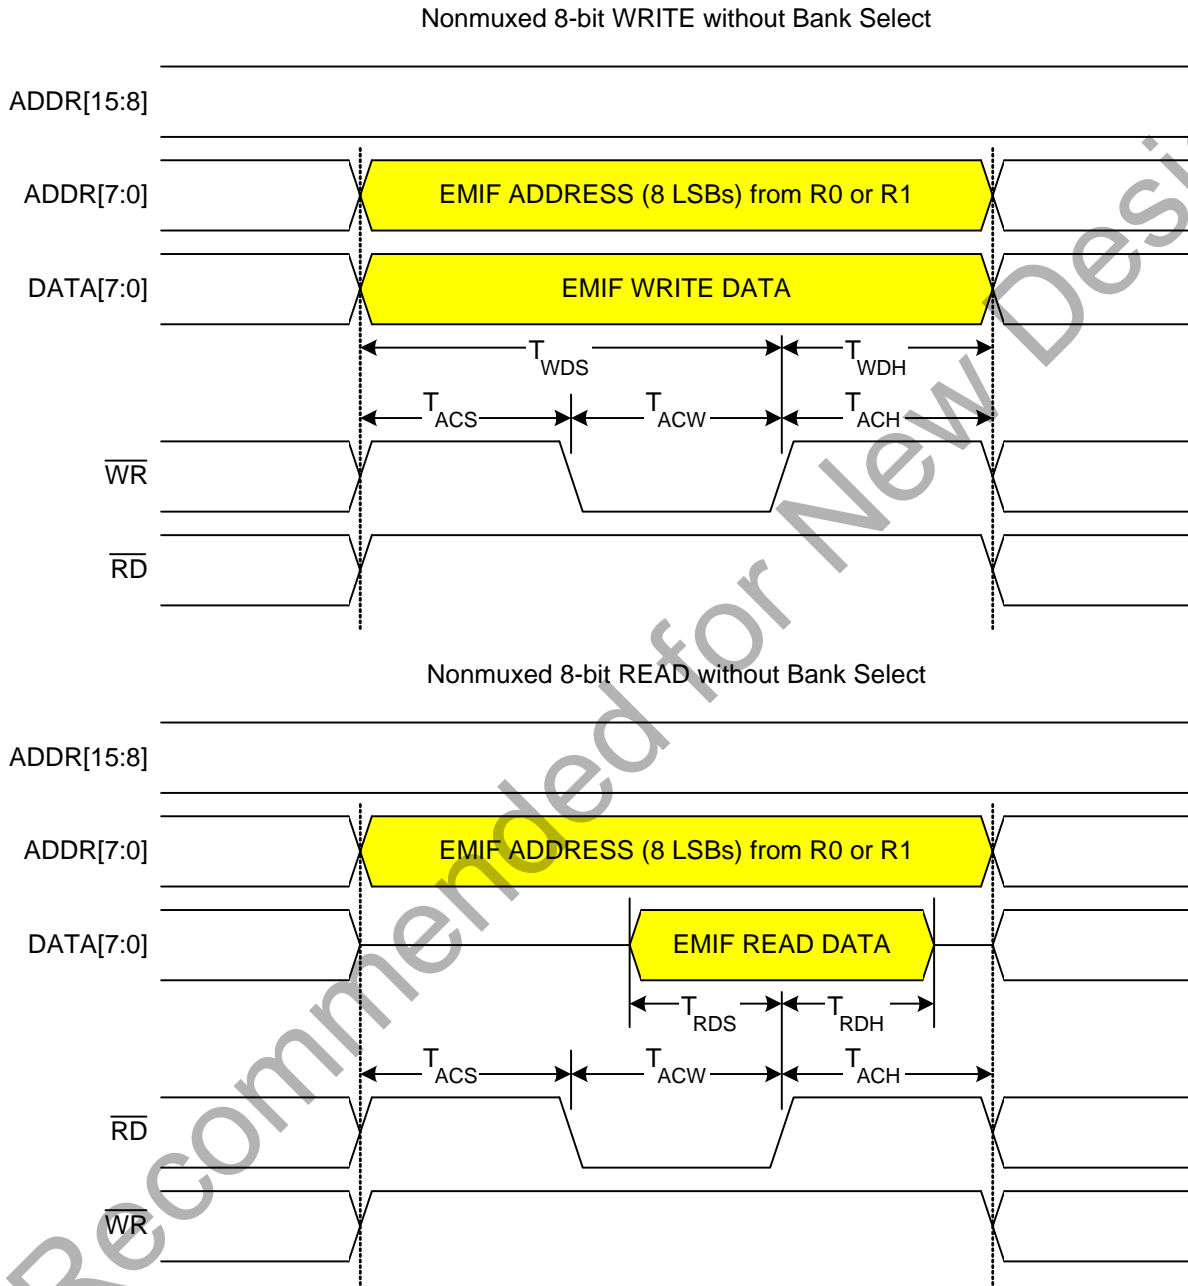 Nonmuxed 8-bit WRITE without Bank Select
ADDR[15:8]
ADDR[7:0] EMIF ADDRESS (8 LSBs) from R0 or R1
DATA[7:0] EMIF WRITE DATA
TWDS TWDH
TACS TACW TACH
WR
RD
Nonmuxed 8-bit READ without Bank Select
ADDR[15:8]
ADDR[7:0] EMIF ADDRESS (8 LSBs) from R0 or R1
DATA[7:0] EMIF READ DATA
TRDS TRDH
TACS TACW TACH
RD
WR
Recommended for New Desi